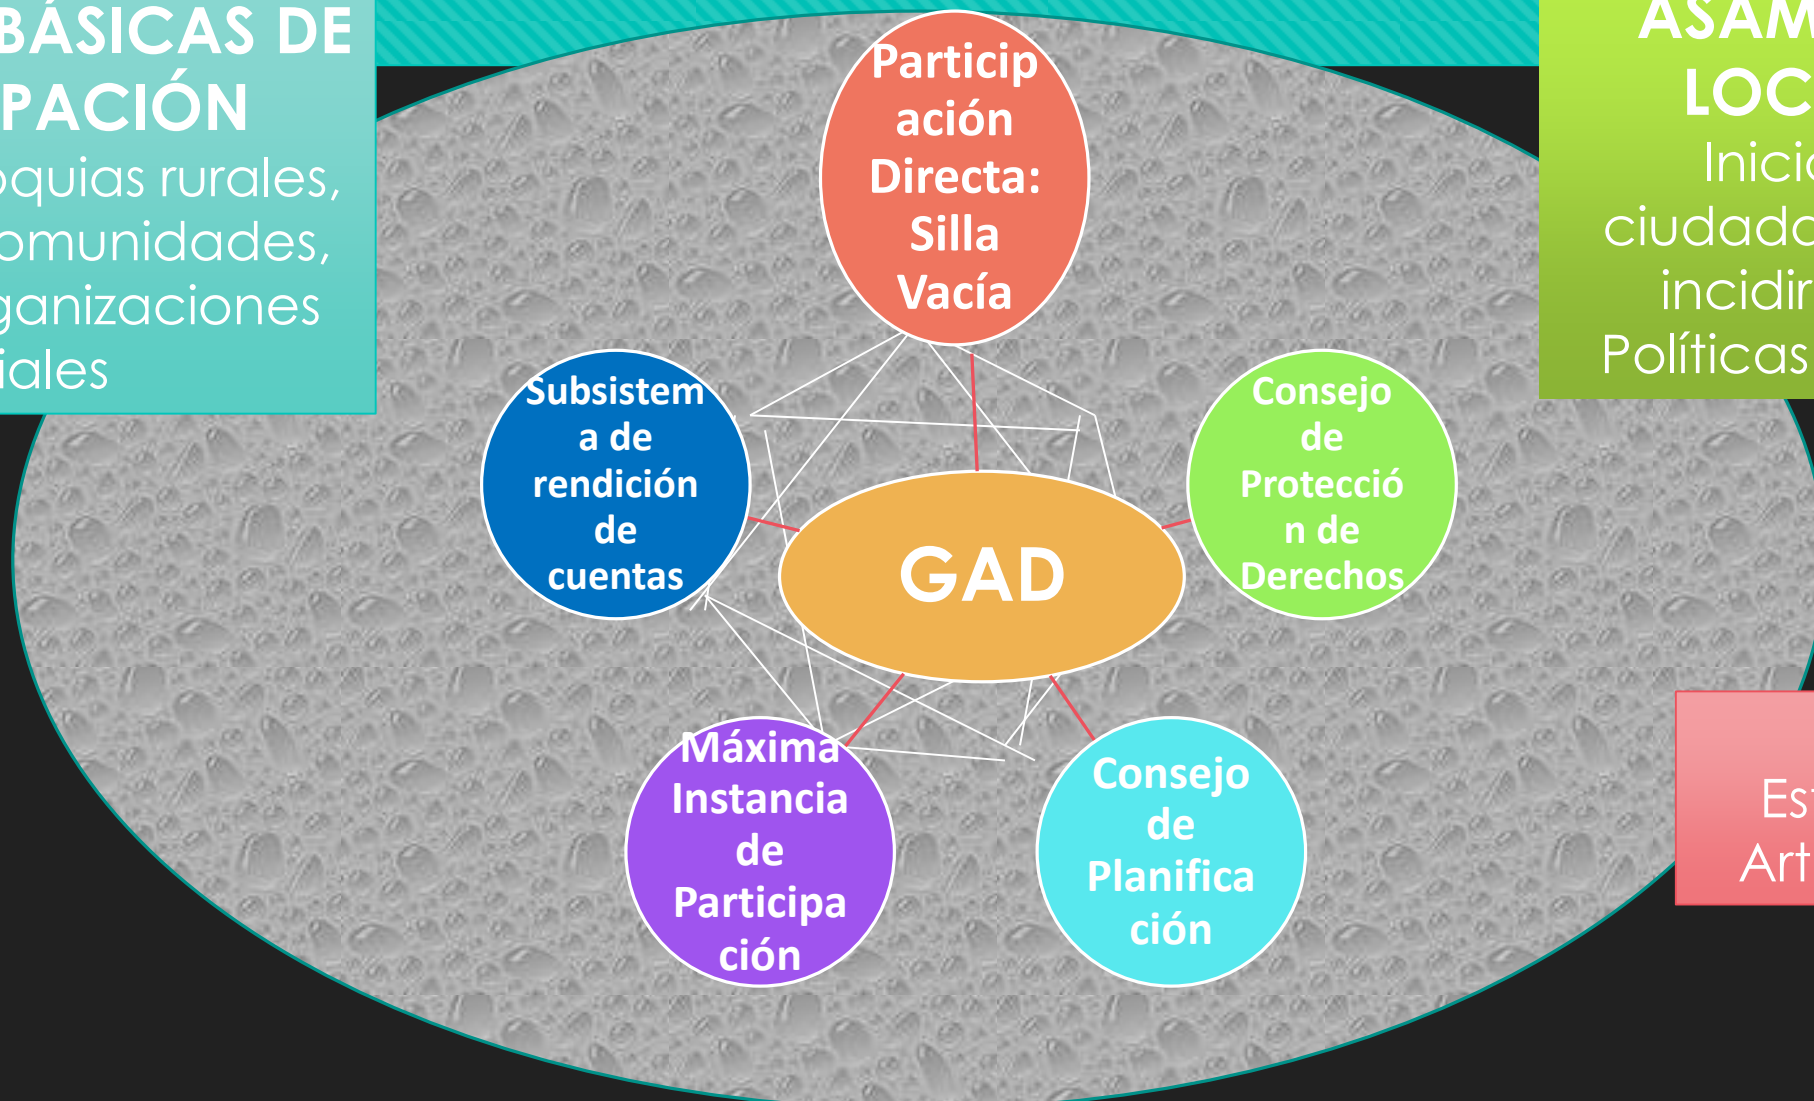 BÁSICAS DE
PACIÓN
oquias rurales,
omunidades,
ganizaciones
iales
Particip
ación
Directa:
Silla
Vacía
ASAM
LOC
Inicia
ciudada
incidir
Políticas
Subsistem
a de
rendición
de
cuentas
Consejo
de
Protecció
n de
Derechos
GAD
Máxima
Instancia
de
Participa
ción
Consejo
de
Planifica
ción
Est
Art